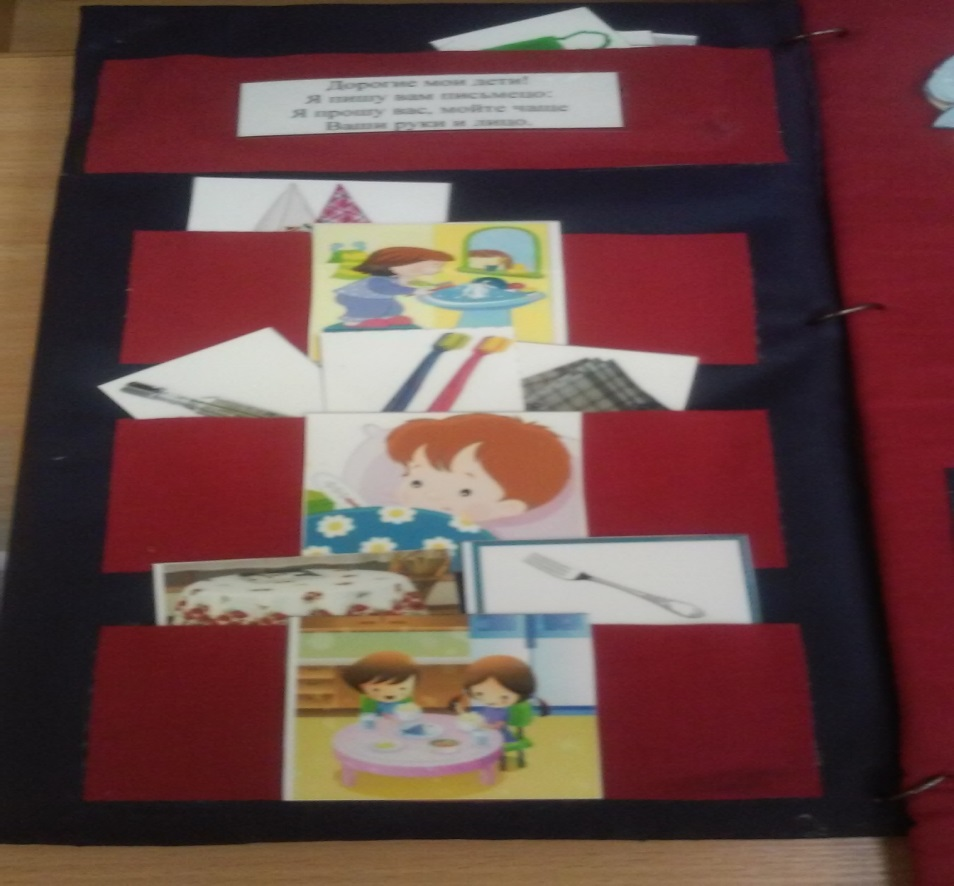 Дорогие мои дети!
Я пишу вам письмецо:
Я прошу вас, мойте чаще
Ваши руки и лицо.